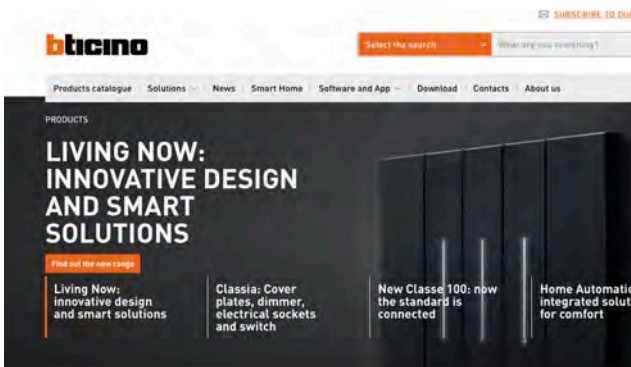 SUBSCRIBE TO OU
bticino
Select the search
What are you searching?
Products catalogue Solutions News Smart Home Software and App Download Contacts About us
PRODUCTS
LIVING NOW:
INNOVATIVE DESIGN
AND SMART
SOLUTIONS
Find out the new range
Living Now:
innovative design
and smart solutions
Classia: Cover
plates, dimmer,
electrical sockets
and switch
New Classe 100: now
the standard is
connected
Home Automatio
integrated solut
for comfort